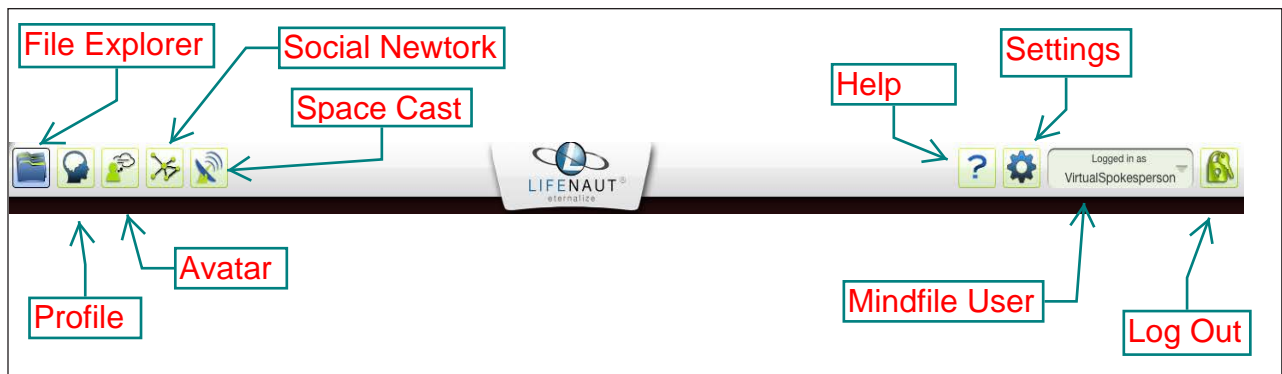 File Explorer
Social Newtork
Settings
Help
Space Cast
?
Logged in as
VirtualSpokesperson
LIFENAUT®
eternalize
Avatar
Mindfile User
Profile
Log Out